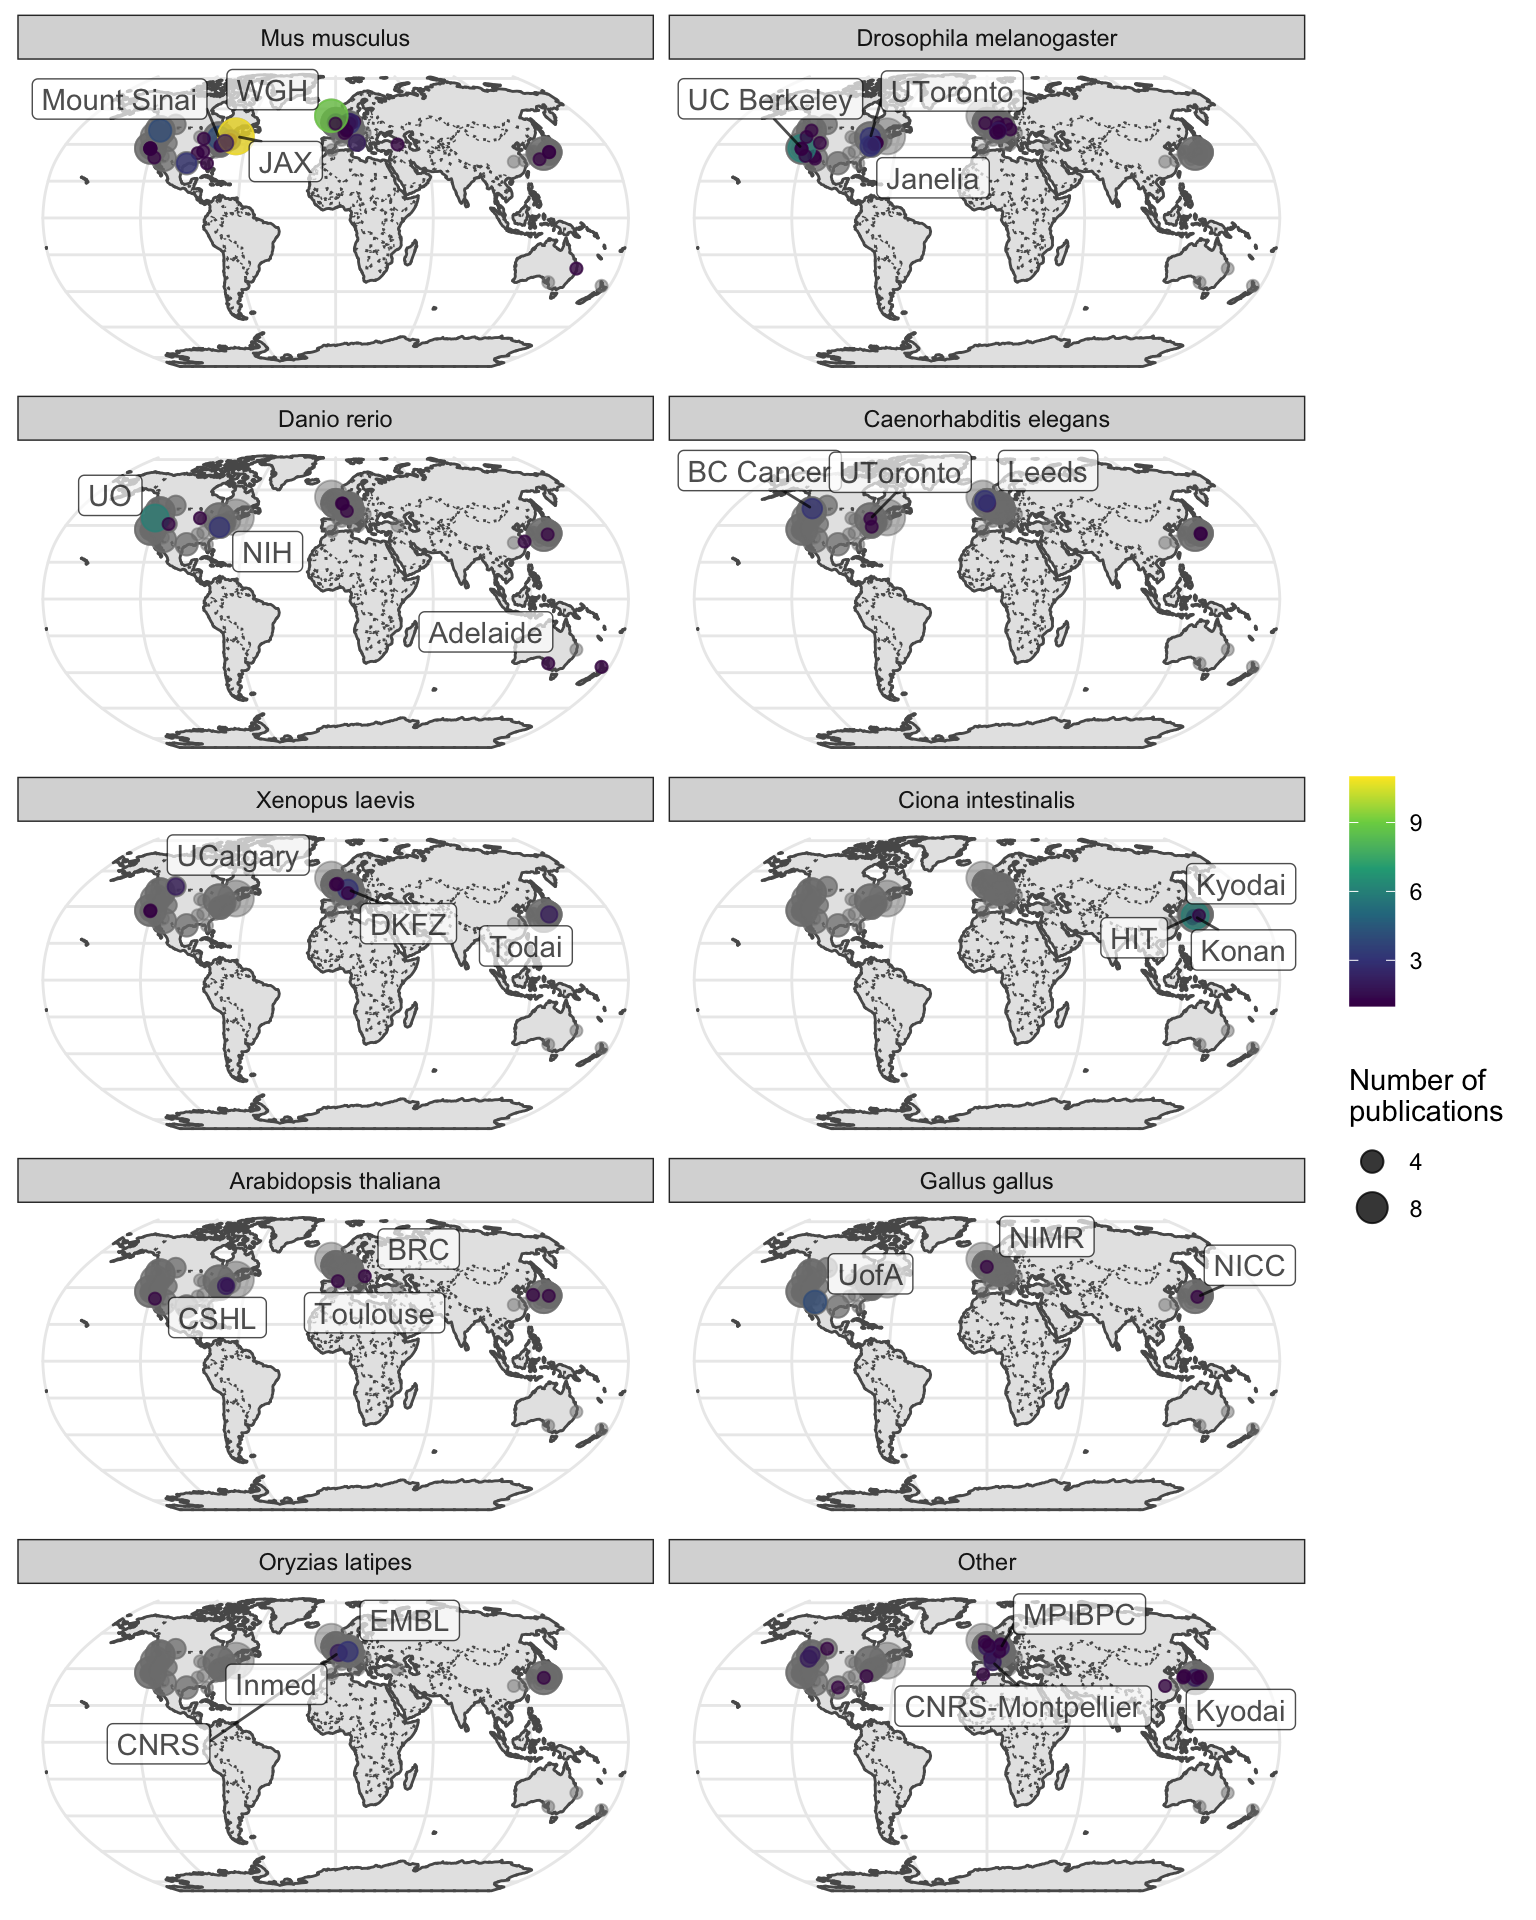 Mus musculus
Drosophila melanogaster
Mount Sinai
WGH
JAX
UC Berkeley
UToronto
Janelia
Danio rerio
Caenorhabditis elegans
UO
NIH
Adelaide
BC Cancer
UToronto
Leeds
Xenopus laevis
Ciona intestinalis
UCalgary
DKFZ
Todai
Kyodai
HIT
Konan
Arabidopsis thaliana
Gallus gallus
BRC
CSHL
Toulouse
NIMR
UofA
NICC
Oryzias latipes
Other
EMBL
Inmed
CNRS
MPIBPC
CNRS-Montpellier
Kyodai
9
6
3
Number of
publications
4
8